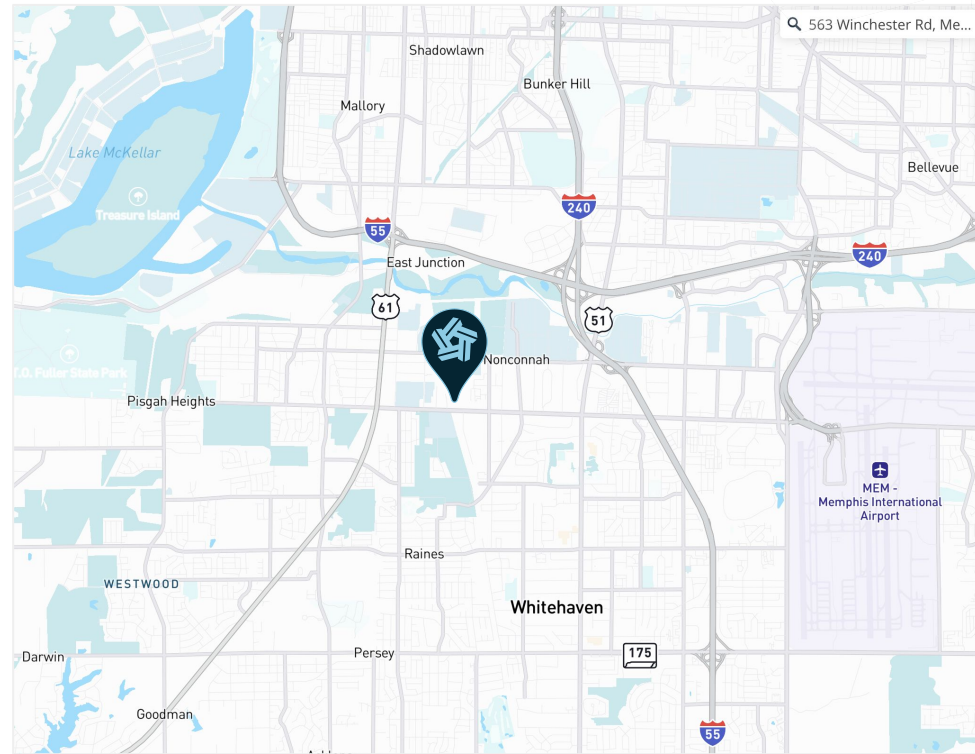 563 Winchester Rd, Me...
Shadowlawn
Bunker Hill
Mallory
Lake McKellar
Bellevue
Treasure Island
240
55
240
East Junction
61
51
Nonconnah
T.O. Fuller State Park
Pisgah Heights
MEM -
Memphis International
Airport
Raines
WESTWOOD
Whitehaven
175
Darwin
Persey
Goodman
55